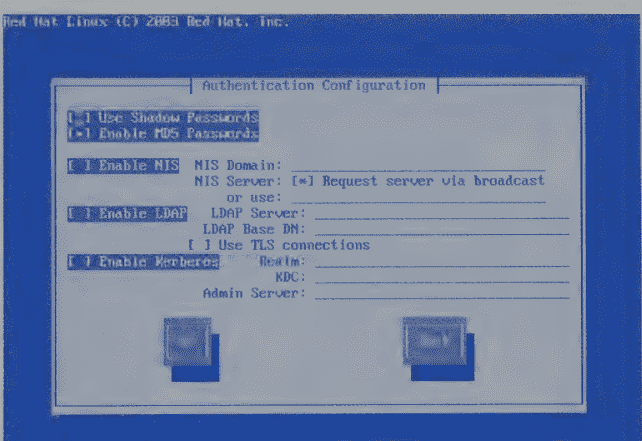 Red Hat Linux (C) 2003 Red Hat, Inc.
Authentication Configuration
[ ] Use Shadow Passwords
[*] Enable MD5 Passwords
[ ] Enable NIS NIS Domain:
NIS Server: [*] Request server via broadcast
or use:
[ ] Enable LDAP LDAP Server:
LDAP Base DN:
[ ] Use TLS connections
[ ] Enable Kerberos Realm:
KDC:
Admin Server: